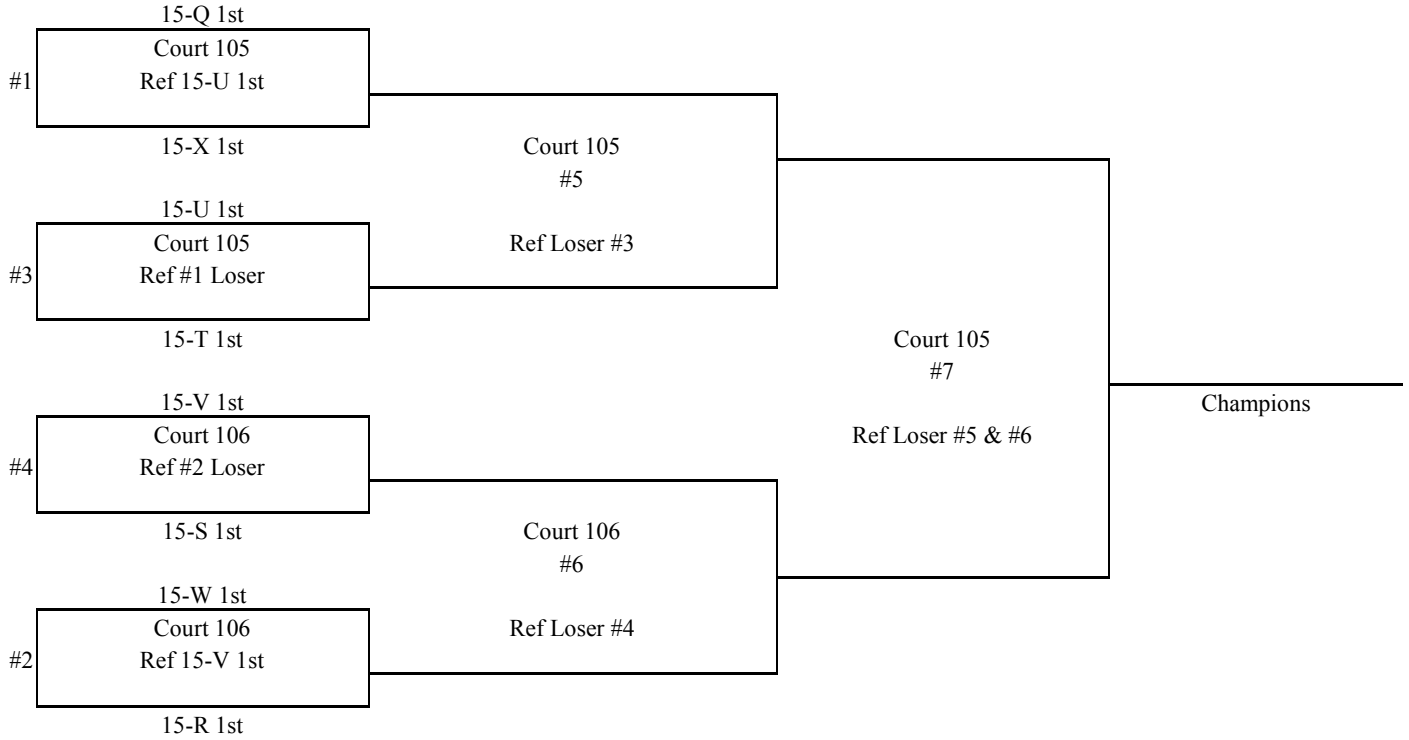 15-Q 1st
Court 105
#1
Ref 15-U 1st
15-X 1st
15-U 1st
Court 105
#3
Ref #1 Loser
15-T 1st
15-V 1st
Court 106
#4
Ref #2 Loser
15-S 1st
15-W 1st
Court 106
#2
Ref 15-V 1st
15-R 1st
Court 105
#5
Ref Loser #3
Court 106
#6
Ref Loser #4
Court 105
#7
Ref Loser #5 & #6
Champions